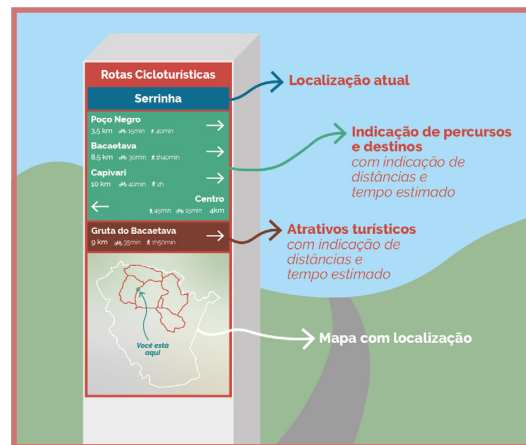 Rotas Cicloturísticas
Serrinha
Poço Negro
3,5 km 15min 40min
Bacaetava
8,5 km 30min 1h40min
Capivari
10 km 40min 2h
Centro
45min 15min 4km
Gruta do Bacaetava
9 km 35min 1h50min
Você está
aqui
Localização atual
Indicação de percursos
e destinos
com indicação de
distâncias e
tempo estimado
Atrativos turísticos
com indicação de
distâncias e
tempo estimado
Mapa com localização